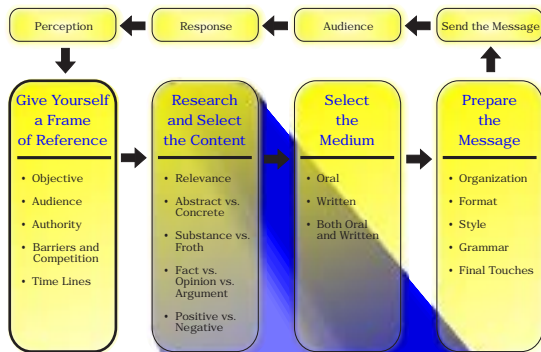 Perception
Response
Audience
Send the Message
Give Yourself
a Frame
of Reference
• Objective
• Audience
• Authority
• Barriers and
Competition
• Time Lines
Research
and Select
the Content
• Relevance
• Abstract vs.
Concrete
• Substance vs.
Froth
• Fact vs.
Opinion vs.
Argument
• Positive vs.
Negative
Select
the
Medium
• Oral
• Written
• Both Oral
and Written
Prepare
the
Message
• Organization
• Format
• Style
• Grammar
• Final Touches